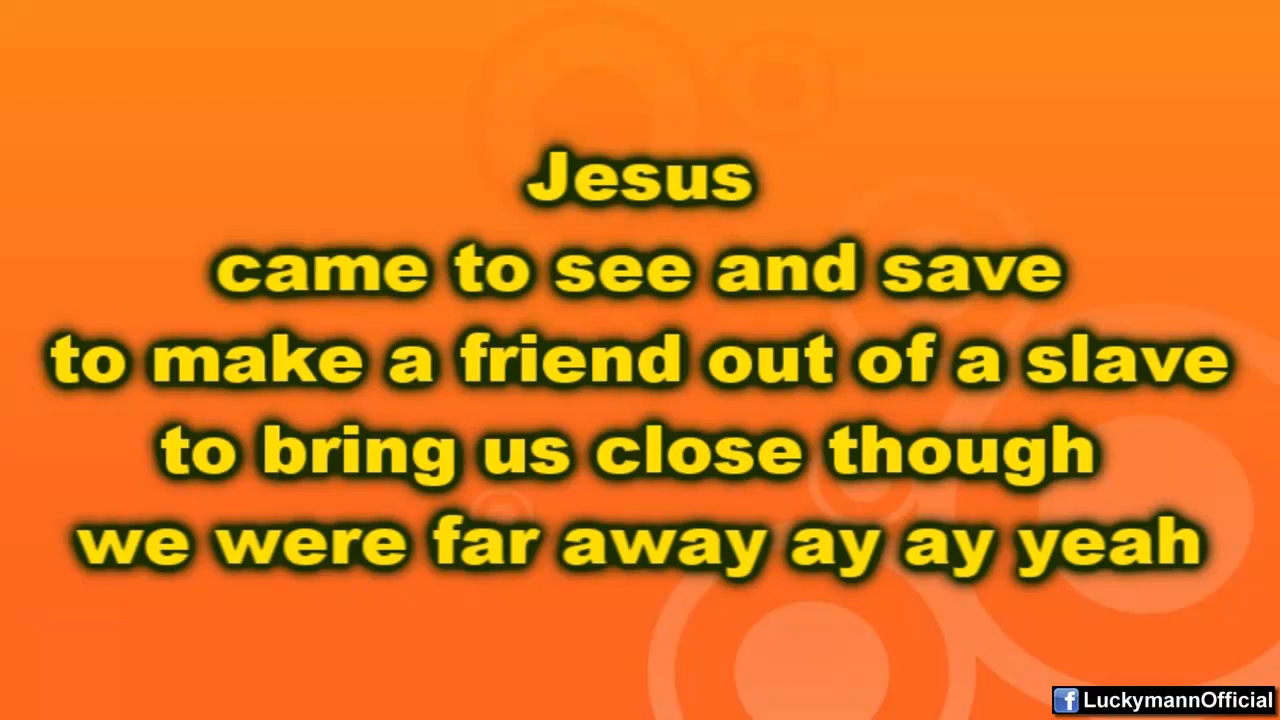 Jesus
came to see and save
to make a friend out of a slave
to bring us close though
we were far away ay ay yeah
f LuckymannOfficial